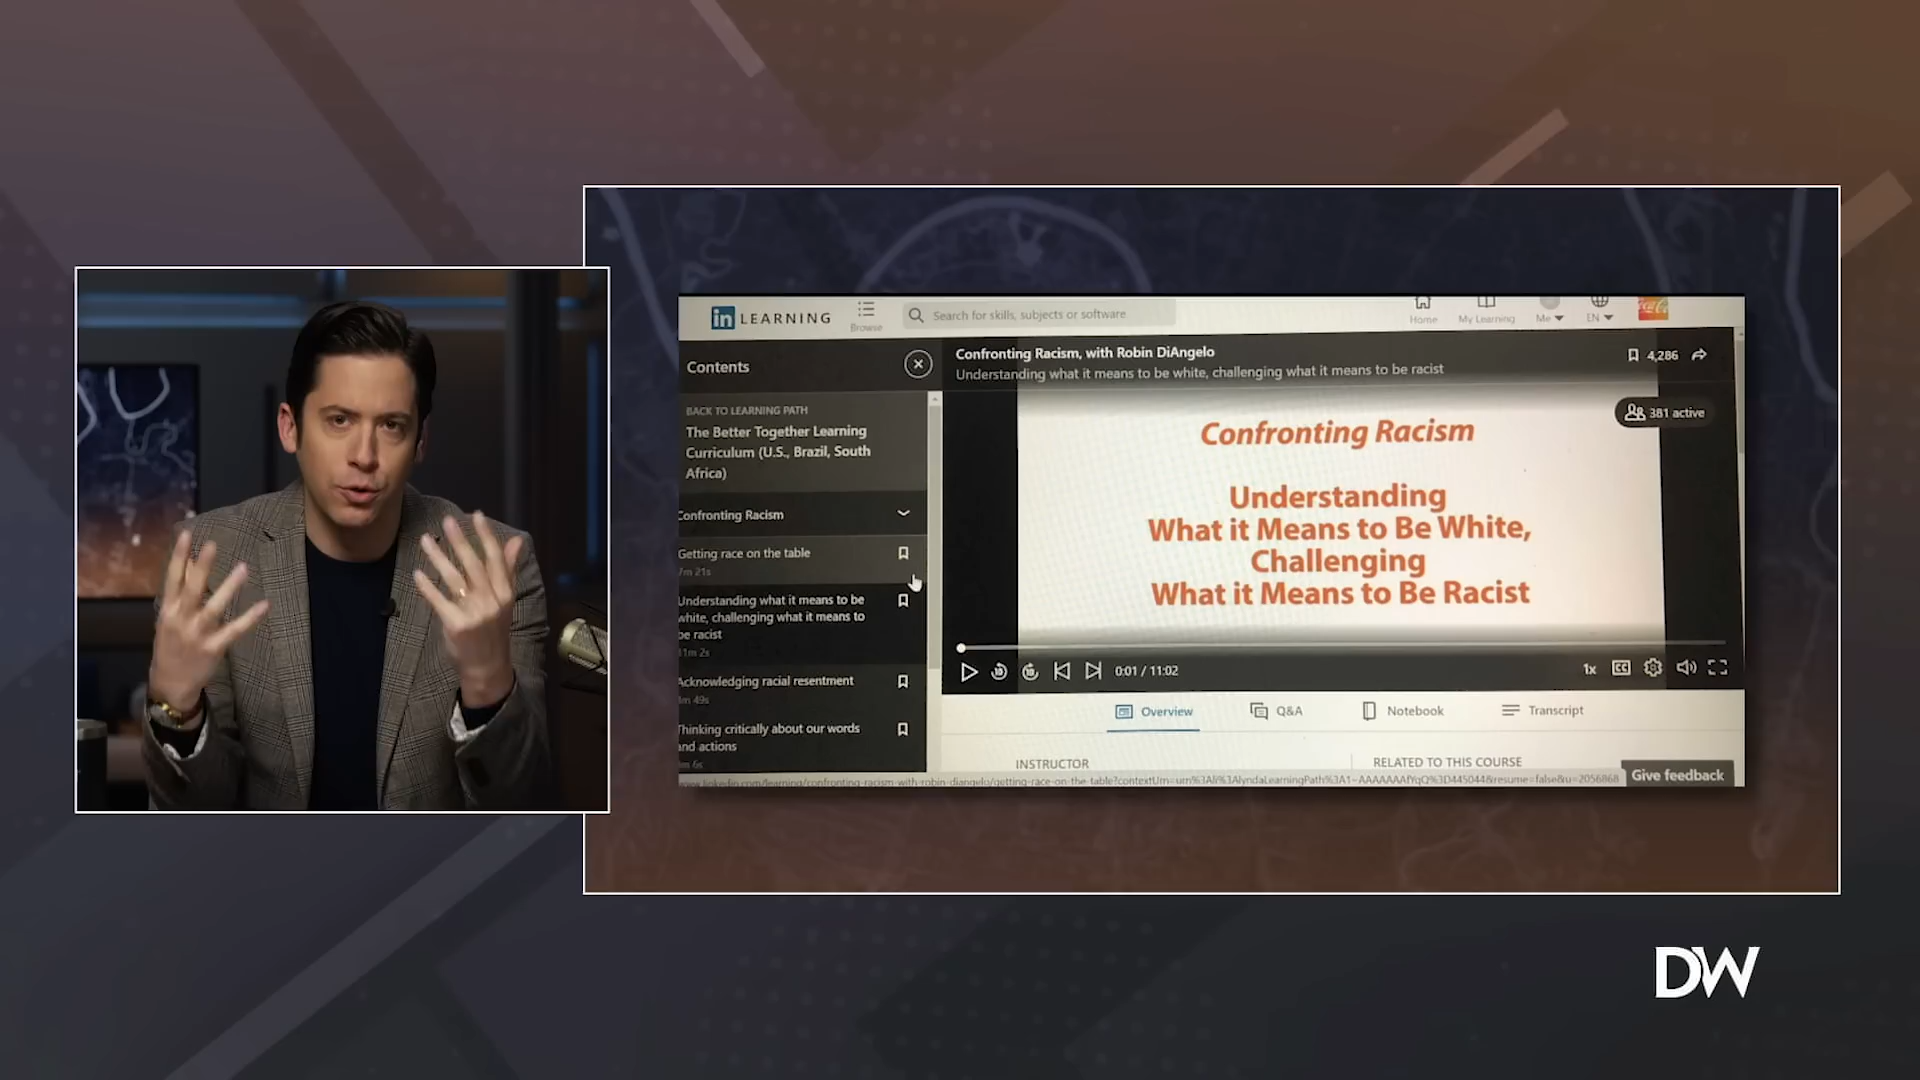 in LEARNING
Browse
Search for skills, subjects or software
Home
My Learning
Me
EN
Coca-Cola
Contents
BACK TO LEARNING PATH
The Better Together Learning
Curriculum (U.S., Brazil, South
Africa)
Confronting Racism
Getting race on the table
7m 21s
Understanding what it means to be
white, challenging what it means to
be racist
11m 2s
Acknowledging racial resentment
49s
Thinking critically about our words
and actions
6s
Confronting Racism, with Robin DiAngelo
Understanding what it means to be white, challenging what it means to be racist
4,286
381 active
Confronting Racism
Understanding
What it Means to Be White,
Challenging
What it Means to Be Racist
0:01 / 11:02
1x
CC
Overview
Q&A
Notebook
Transcript
INSTRUCTOR
RELATED TO THIS COURSE
Give feedback
DW